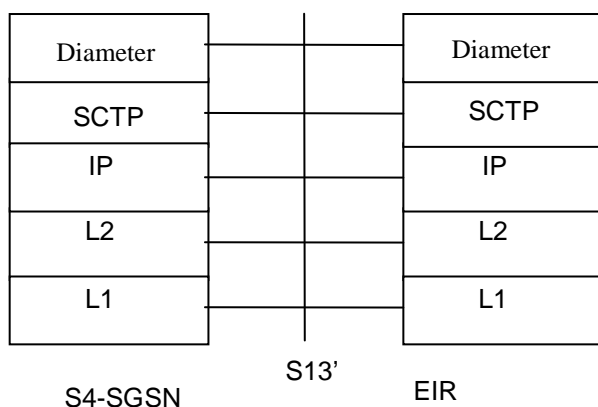 Diameter
SCTP
IP
L2
L1
Diameter
SCTP
IP
L2
L1
S4-SGSN
S13’
EIR